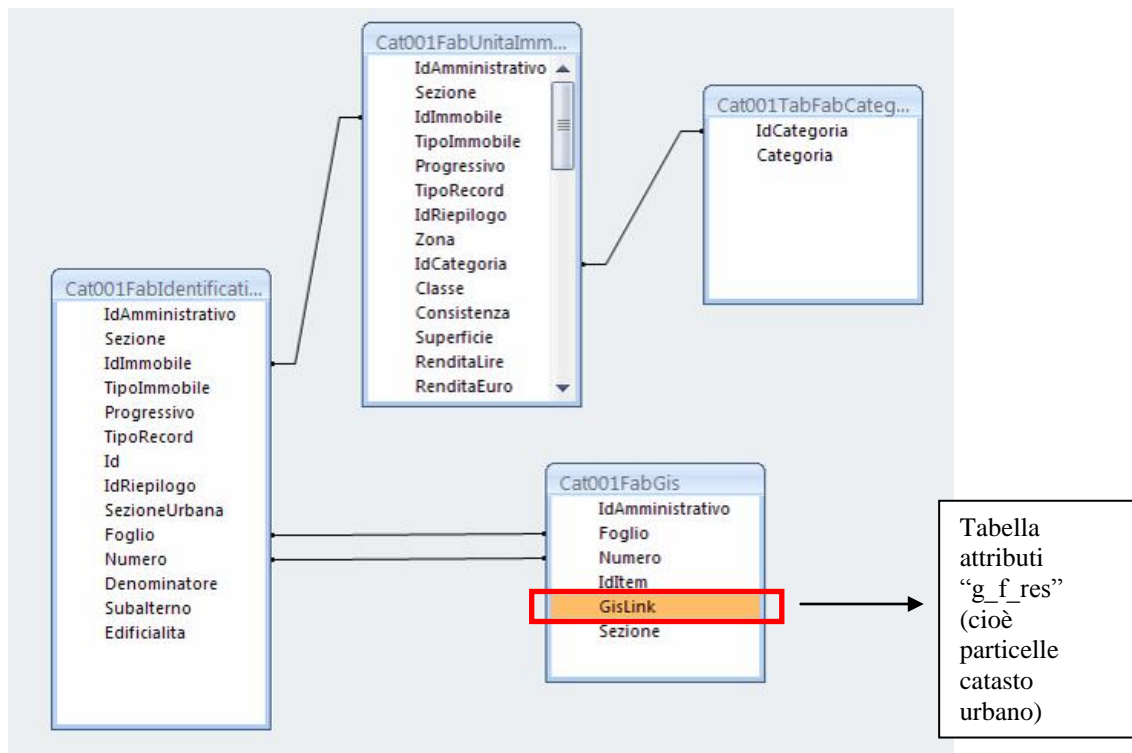 Cat001FabUnitaImm...
IdAmministrativo
Sezione
IdImmobile
TipoImmobile
Progressivo
TipoRecord
IdRiepilogo
Zona
IdCategoria
Classe
Consistenza
Superficie
RenditaLire
RenditaEuro
Cat001TabFabCateg...
IdCategoria
Categoria
Cat001FabIdentificati...
IdAmministrativo
Sezione
IdImmobile
TipoImmobile
Progressivo
TipoRecord
Id
IdRiepilogo
SezioneUrbana
Foglio
Numero
Denominatore
Subalterno
Edificialita
Cat001FabGis
IdAmministrativo
Foglio
Numero
IdItem
GisLink
Sezione
Tabella
attributi
“g_f_res”
(cioè
particelle
catasto
urbano)